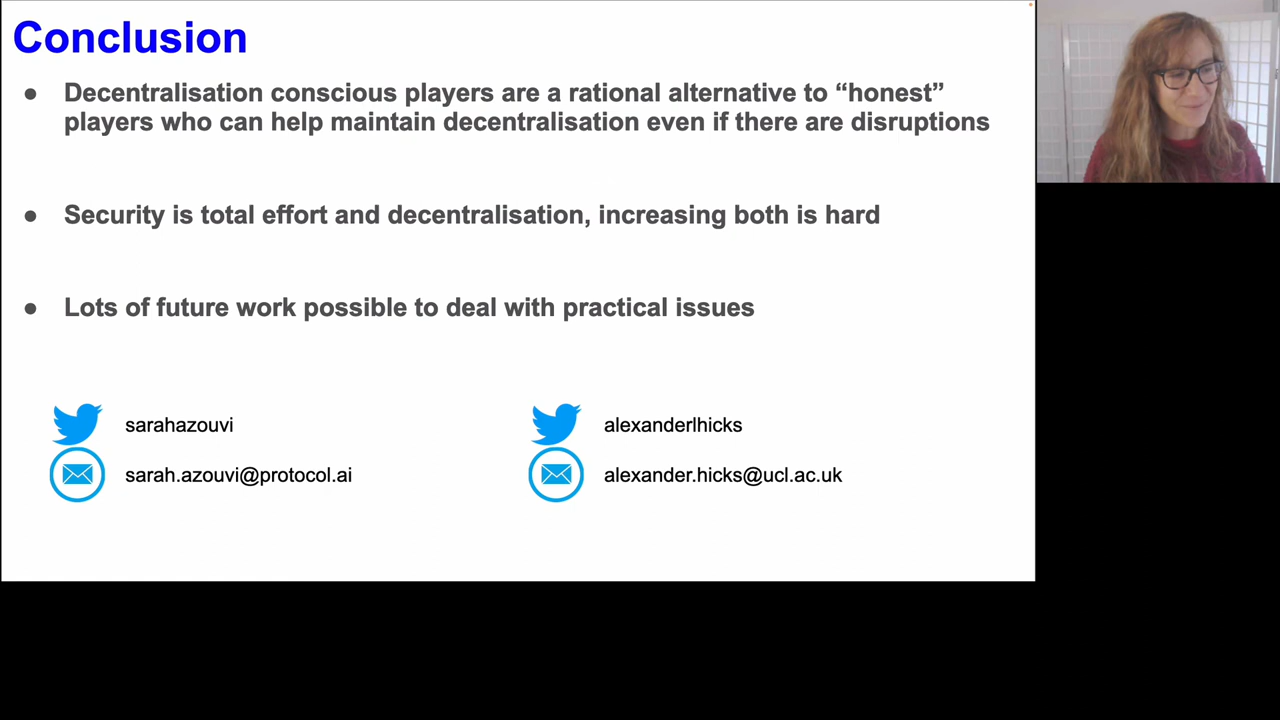 Conclusion
● Decentralisation conscious players are a rational alternative to “honest”
players who can help maintain decentralisation even if there are disruptions
● Security is total effort and decentralisation, increasing both is hard
● Lots of future work possible to deal with practical issues
sarahazouvi
alexanderlhicks
sarah.azouvi@protocol.ai
alexander.hicks@ucl.ac.uk